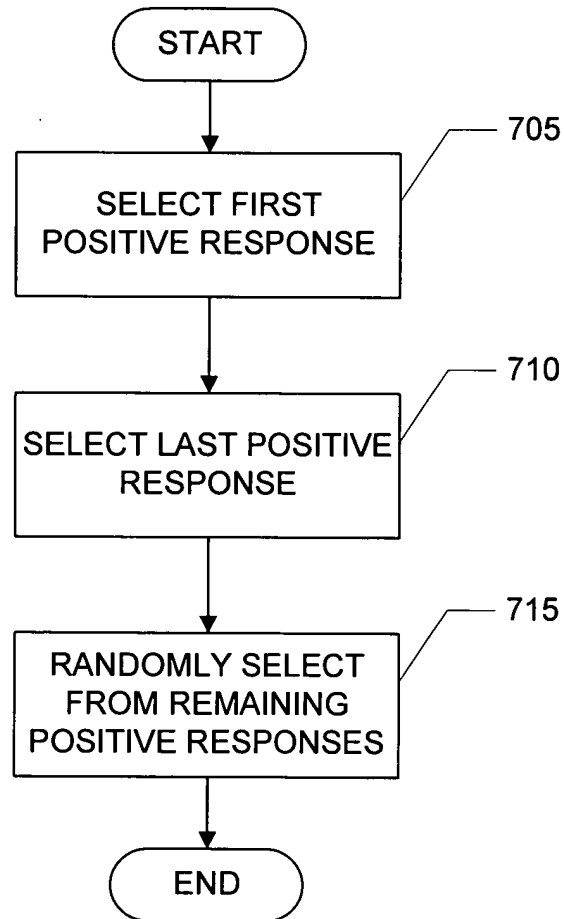 START
705
SELECT FIRST
POSITIVE RESPONSE
710
SELECT LAST POSITIVE
RESPONSE
715
RANDOMLY SELECT
FROM REMAINING
POSITIVE RESPONSES
END